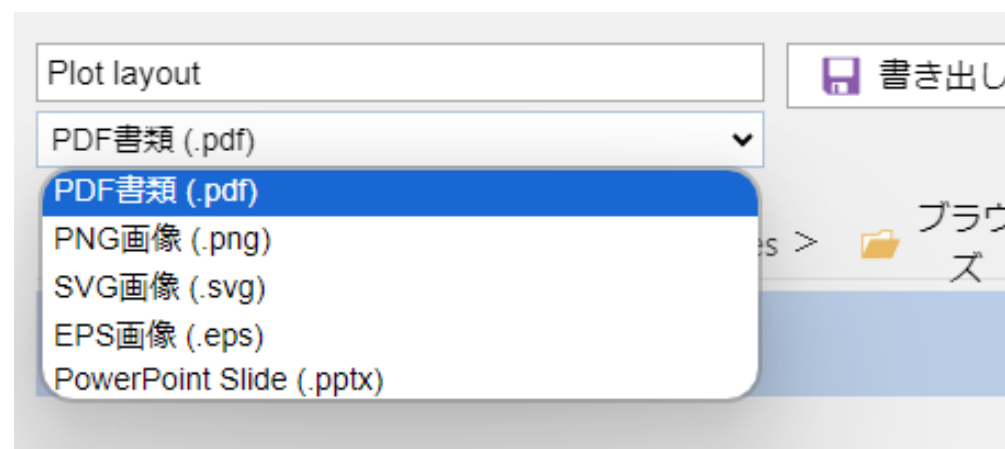 Plot layout
書き出し
PDF書類 (.pdf)
PDF書類 (.pdf)
PNG画像 (.png)
SVG画像 (.svg)
EPS画像 (.eps)
PowerPoint Slide (.pptx)
es >
ブラウ
ズ